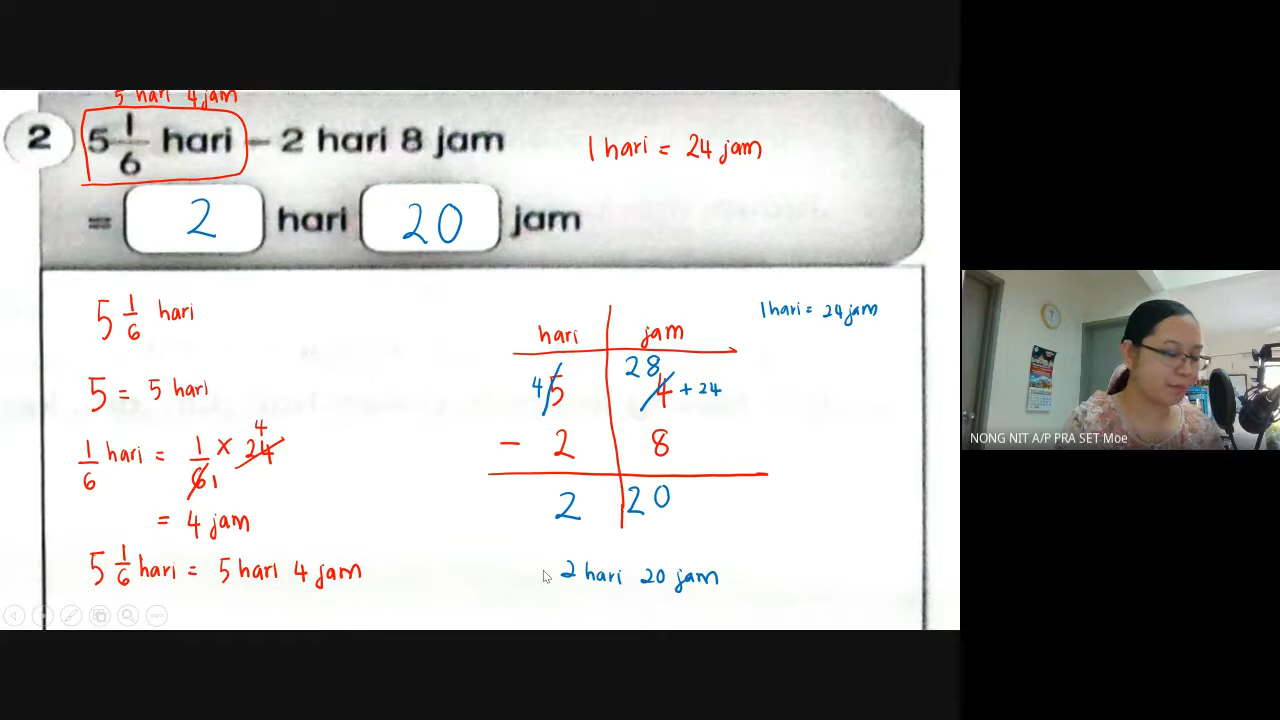 5 hari 4 jam
2 5 1/6 hari – 2 hari 8 jam
1 hari = 24 jam
= 2 hari 20 jam
5 1/6 hari
5 = 5 hari
1/6 hari = 1/6 1 × 24 4
= 4 jam
5 1/6 hari = 5 hari 4 jam
1 hari = 24 jam
hari jam
4 28
5 4 + 24
– 2 8
2 20
2 hari 20 jam
NONG NIT A/P PRA SET Moe